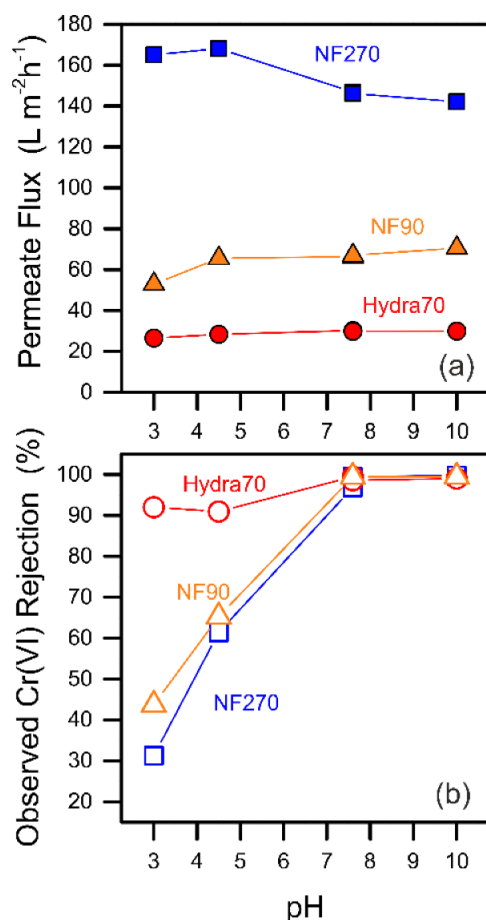 Permeate Flux (L m⁻²h⁻¹)
180
160
140
120
100
80
60
40
20
0
NF270
NF90
Hydra70
(a)
3 4 5 6 7 8 9 10
Observed Cr(VI) Rejection (%)
100
90
80
70
60
50
40
30
20
Hydra70
NF90
NF270
(b)
3 4 5 6 7 8 9 10
pH